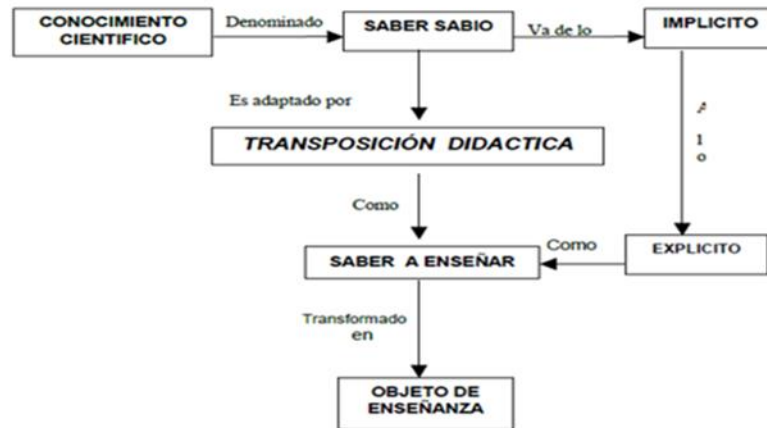 CONOCIMIENTO
CIENTIFICO
Denominado
SABER SABIO
Va de lo
IMPLICITO
Es adaptado por
A
l
o
TRANSPOSICIÓN DIDACTICA
Como
SABER A ENSEÑAR
Como
EXPLICITO
Transformado
en
OBJETO DE
ENSEÑANZA